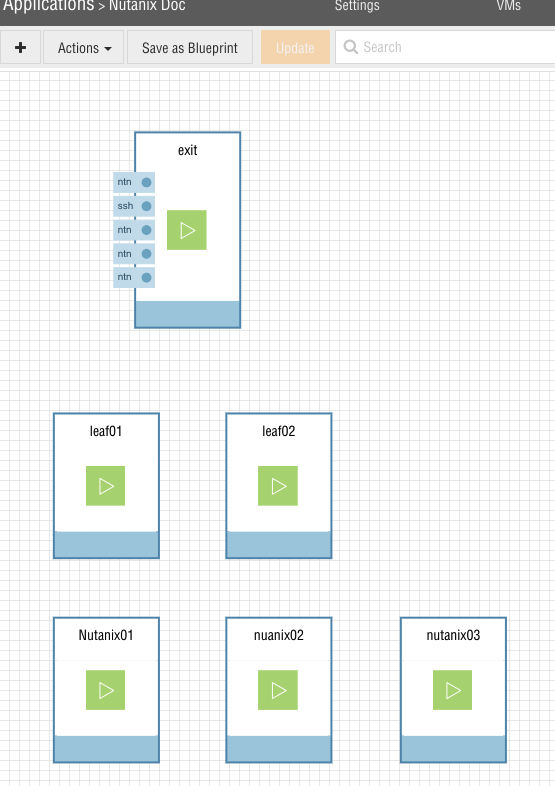 Applications > Nutanix Doc
Settings
VMs
+ Actions Save as Blueprint Update Search
exit
ntn
ssh
ntn
ntn
ntn
leaf01 leaf02
Nutanix01 nuanix02 nutanix03